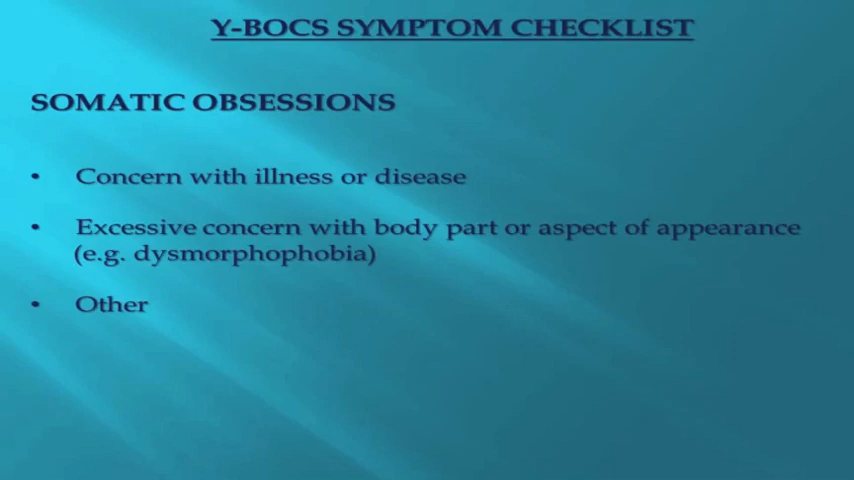 Y-BOCS SYMPTOM CHECKLIST
SOMATIC OBSESSIONS
• Concern with illness or disease
• Excessive concern with body part or aspect of appearance
(e.g. dysmorphophobia)
• Other